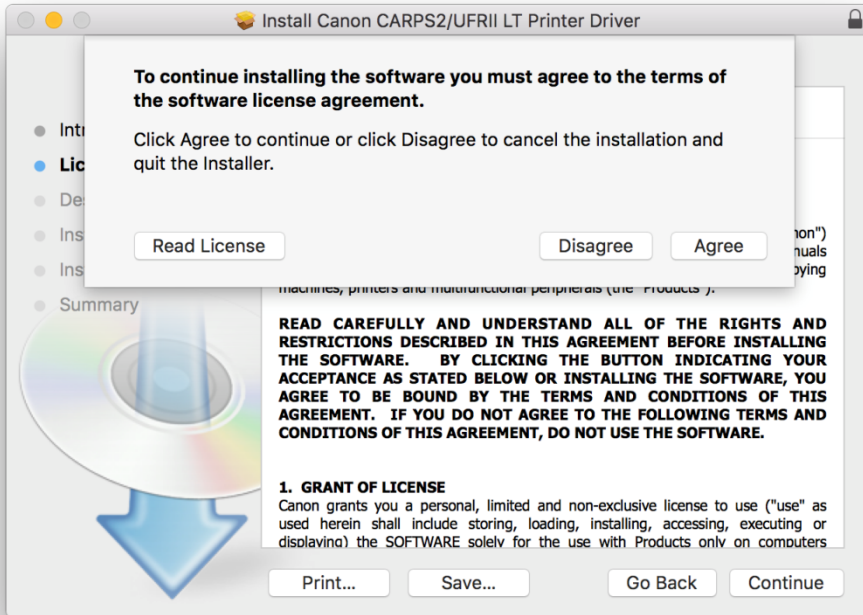 Install Canon CARPS2/UFRII LT Printer Driver
To continue installing the software you must agree to the terms of
the software license agreement.
Click Agree to continue or click Disagree to cancel the installation and
quit the Installer.
Read License
Disagree
Agree
Intr
Lic
De
Ins
Ins
Summary
non")
nuals
pying
machines, printers and multifunctional peripherals (the "Products").
READ CAREFULLY AND UNDERSTAND ALL OF THE RIGHTS AND
RESTRICTIONS DESCRIBED IN THIS AGREEMENT BEFORE INSTALLING
THE SOFTWARE. BY CLICKING THE BUTTON INDICATING YOUR
ACCEPTANCE AS STATED BELOW OR INSTALLING THE SOFTWARE, YOU
AGREE TO BE BOUND BY THE TERMS AND CONDITIONS OF THIS
AGREEMENT. IF YOU DO NOT AGREE TO THE FOLLOWING TERMS AND
CONDITIONS OF THIS AGREEMENT, DO NOT USE THE SOFTWARE.
1. GRANT OF LICENSE
Canon grants you a personal, limited and non-exclusive license to use ("use" as
used herein shall include storing, loading, installing, accessing, executing or
displaying) the SOFTWARE solely for the use with Products only on computers
Print...
Save...
Go Back
Continue